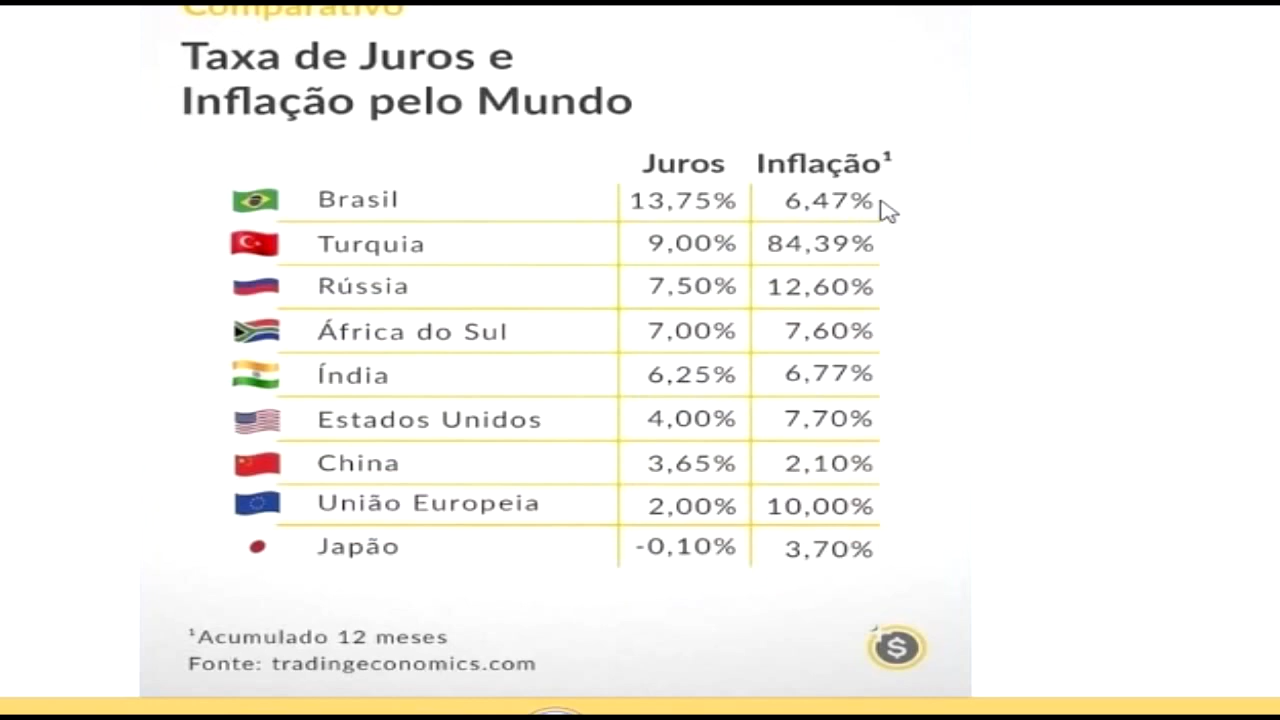 Comparativo
Taxa de Juros e
Inflação pelo Mundo
Juros Inflação¹
Brasil 13,75% 6,47%
Turquia 9,00% 84,39%
Rússia 7,50% 12,60%
África do Sul 7,00% 7,60%
Índia 6,25% 6,77%
Estados Unidos 4,00% 7,70%
China 3,65% 2,10%
União Europeia 2,00% 10,00%
Japão -0,10% 3,70%
¹Acumulado 12 meses
Fonte: tradingeconomics.com
$